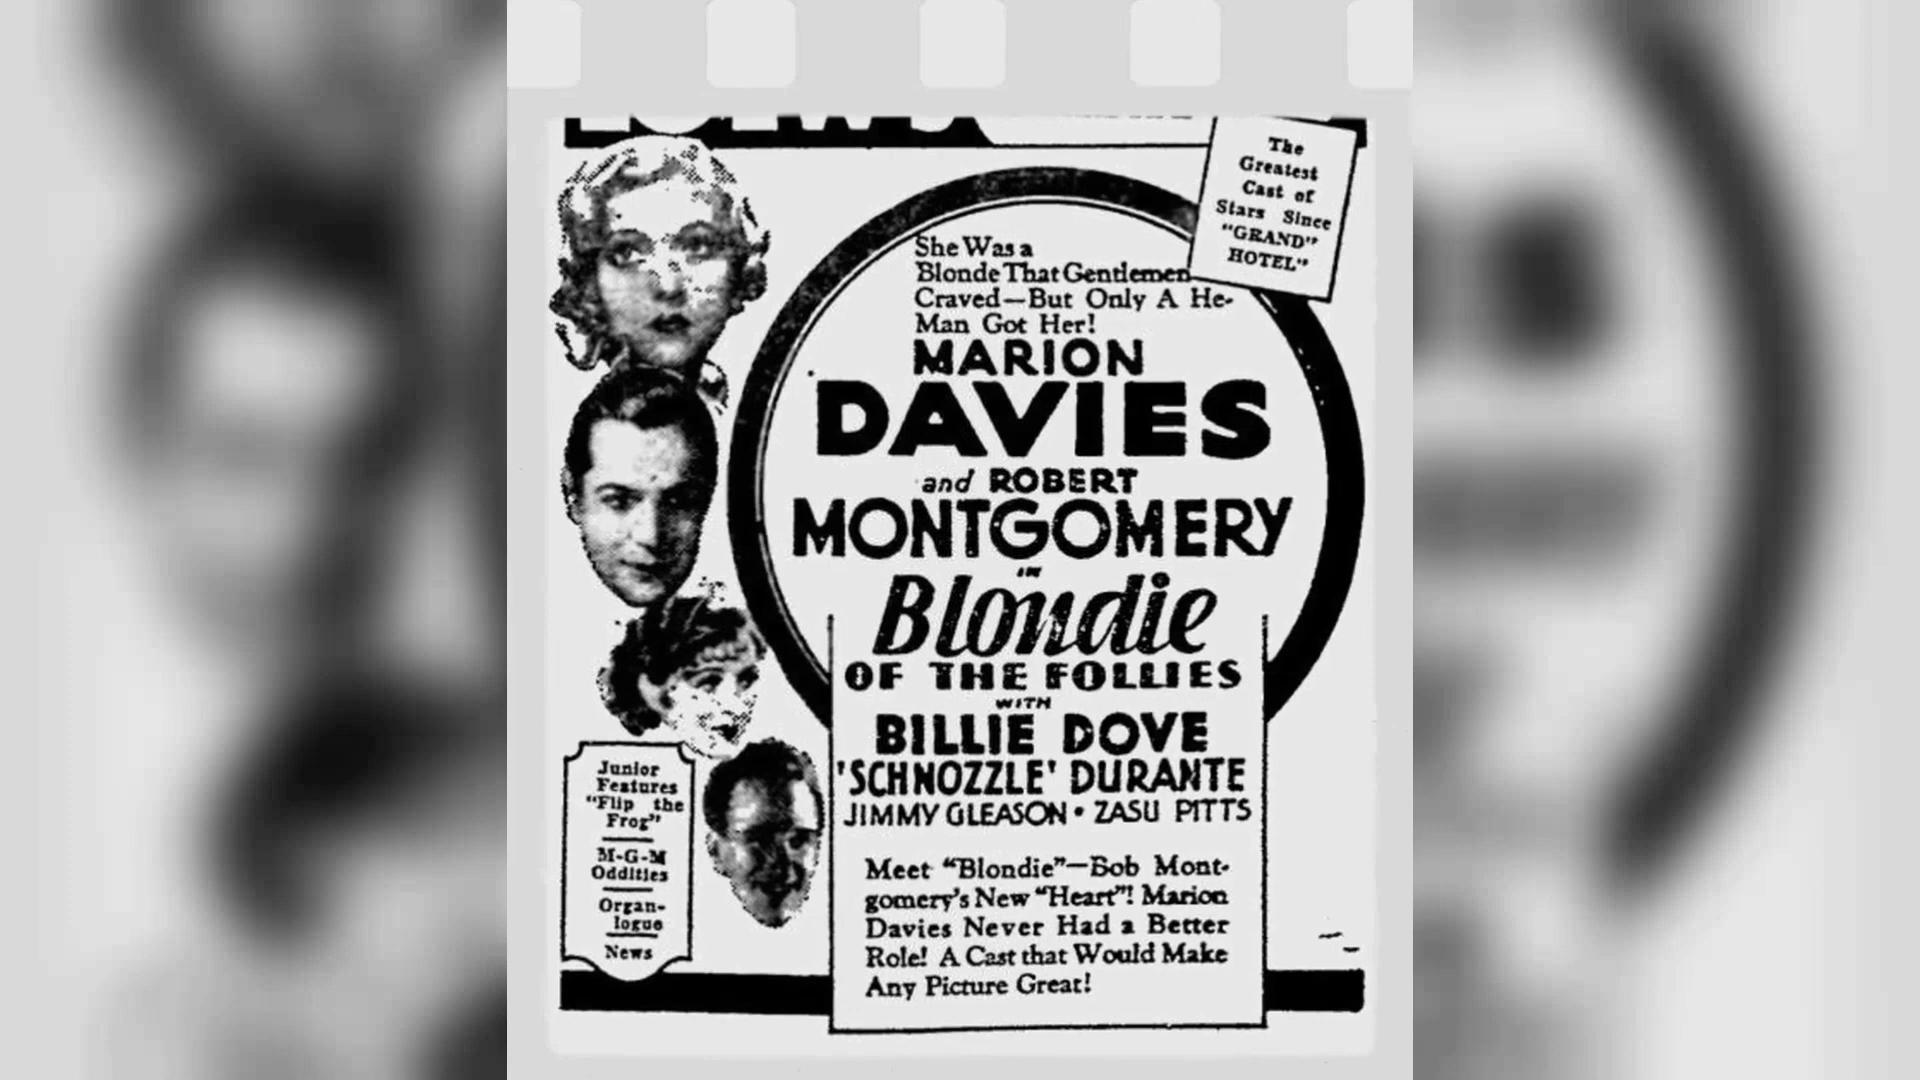 LOEW'S
The
Greatest
Cast of
Stars Since
"GRAND"
HOTEL"
She Was a
Blonde That Gentlemen
Craved—But Only A He-
Man Got Her!
MARION
DAVIES
and ROBERT
MONTGOMERY
IN
Blondie
OF THE FOLLIES
WITH
BILLIE DOVE
'SCHNOZZLE' DURANTE
JIMMY GLEASON • ZASU PITTS
Meet "Blondie"—Bob Mont-
gomery's New "Heart"! Marion
Davies Never Had a Better
Role! A Cast that Would Make
Any Picture Great!
Junior
Features
"Flip the
Frog"
M-G-M
Oddities
Organ-
logue
News